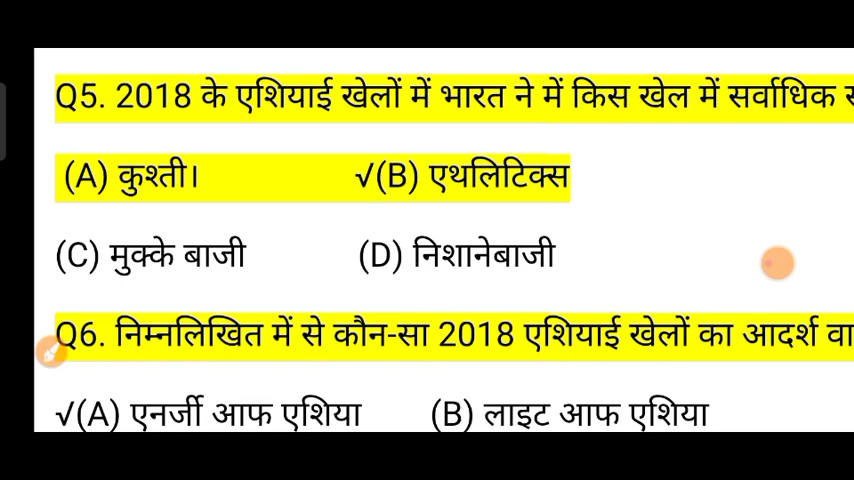 Q5. 2018 के एशियाई खेलों में भारत ने में किस खेल में सर्वाधिक
(A) कुश्ती। √(B) एथलिटिक्स
(C) मुक्के बाजी (D) निशानेबाजी
Q6. निम्नलिखित में से कौन-सा 2018 एशियाई खेलों का आदर्श वा
√(A) एनर्जी आफ एशिया (B) लाइट आफ एशिया